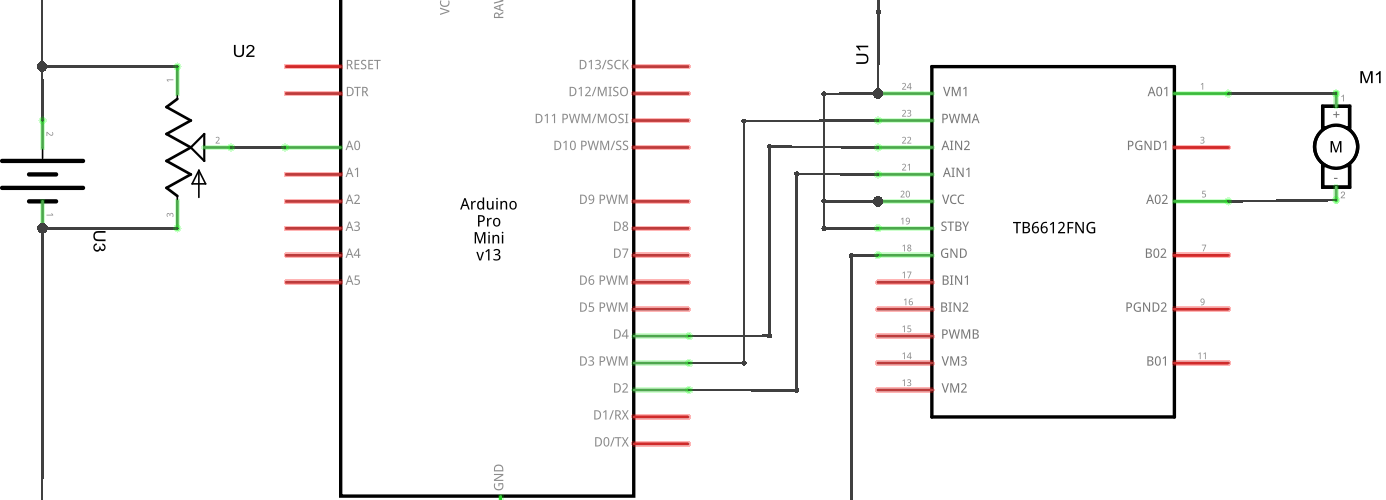 U2
U3
1
2
3
2
1
RESET
DTR
A0
A1
A2
A3
A4
A5
Arduino
Pro
Mini
v13
GND
D13/SCK
D12/MISO
D11 PWM/MOSI
D10 PWM/SS
D9 PWM
D8
D7
D6 PWM
D5 PWM
D4
D3 PWM
D2
D1/RX
D0/TX
U1
24 VM1
23 PWMA
22 AIN2
21 AIN1
20 VCC
19 STBY
18 GND
17 BIN1
16 BIN2
15 PWMB
14 VM3
13 VM2
TB6612FNG
A01 1
PGND1 3
A02 5
B02 7
PGND2 9
B01 11
M1
1
+
M
-
2